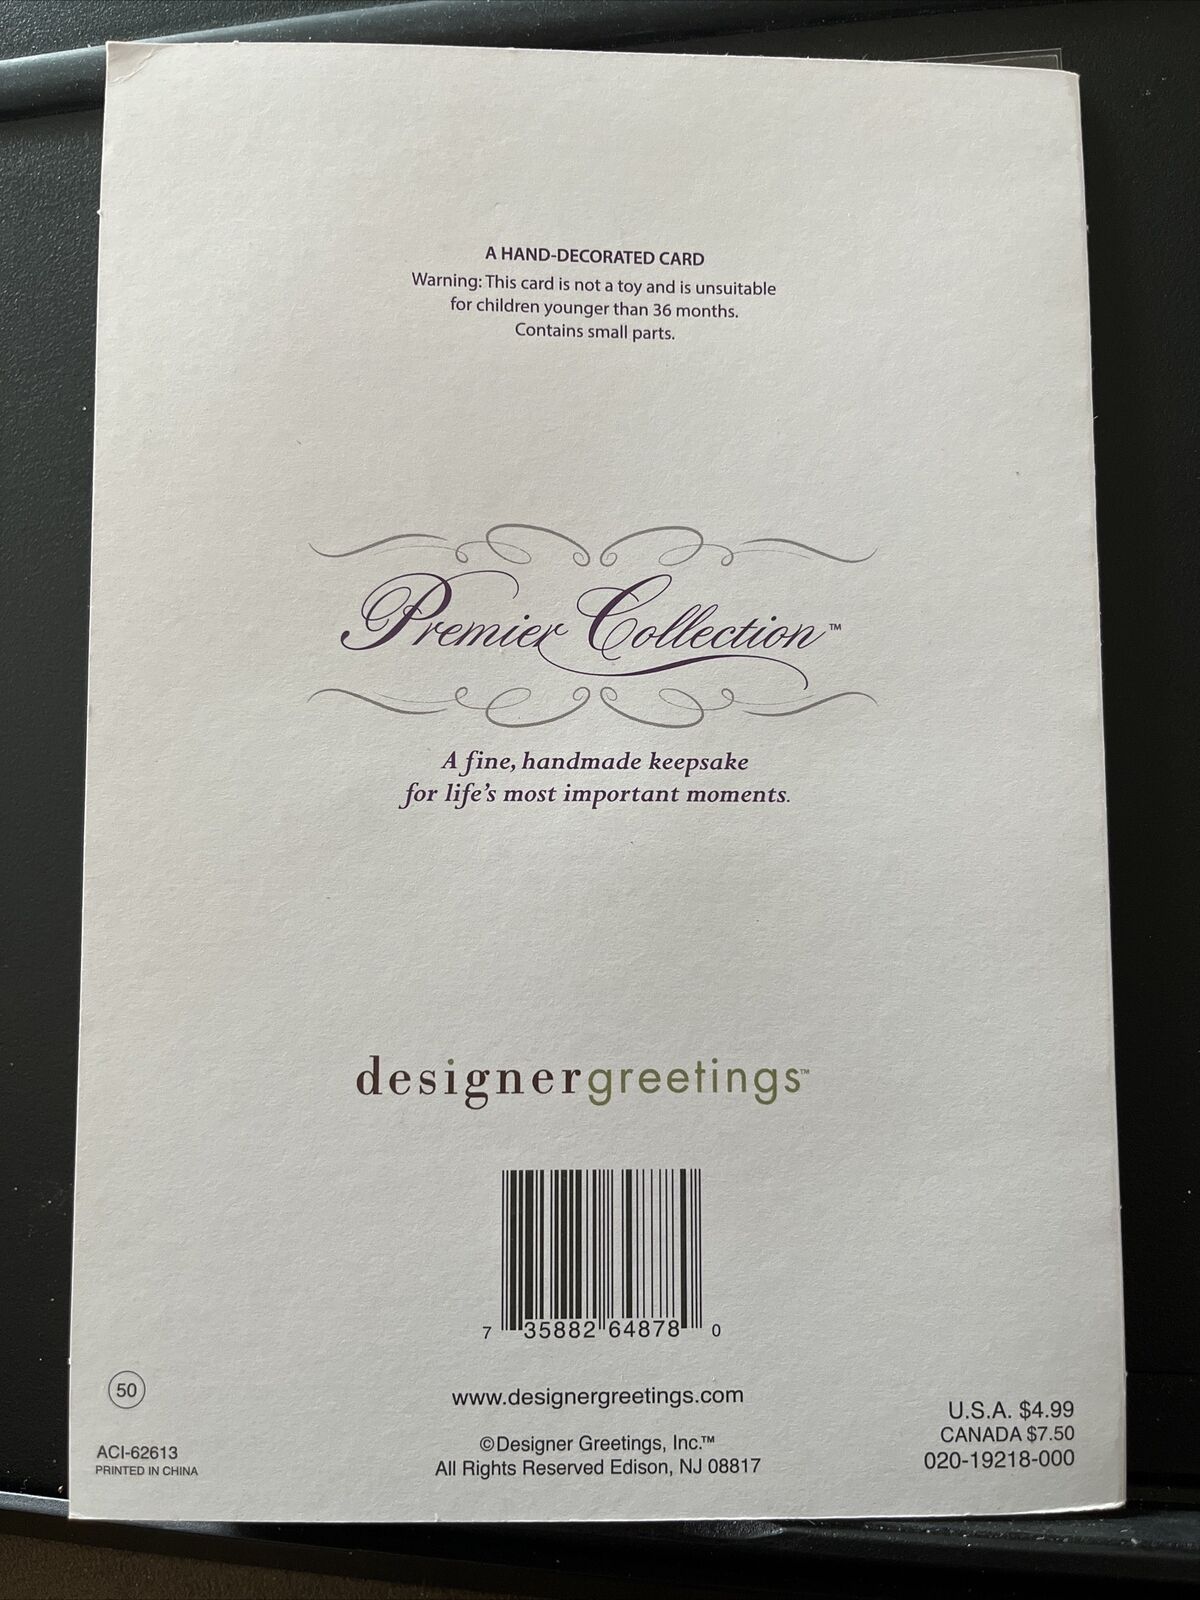 A HAND-DECORATED CARD
Warning: This card is not a toy and is unsuitable
for children younger than 36 months.
Contains small parts.
Premier Collection™
A fine, handmade keepsake
for life's most important moments.
designergreetings™
7 35882 64878 0
50
www.designergreetings.com
ACI-62613
PRINTED IN CHINA
©Designer Greetings, Inc.™
All Rights Reserved Edison, NJ 08817
U.S.A. $4.99
CANADA $7.50
020-19218-000